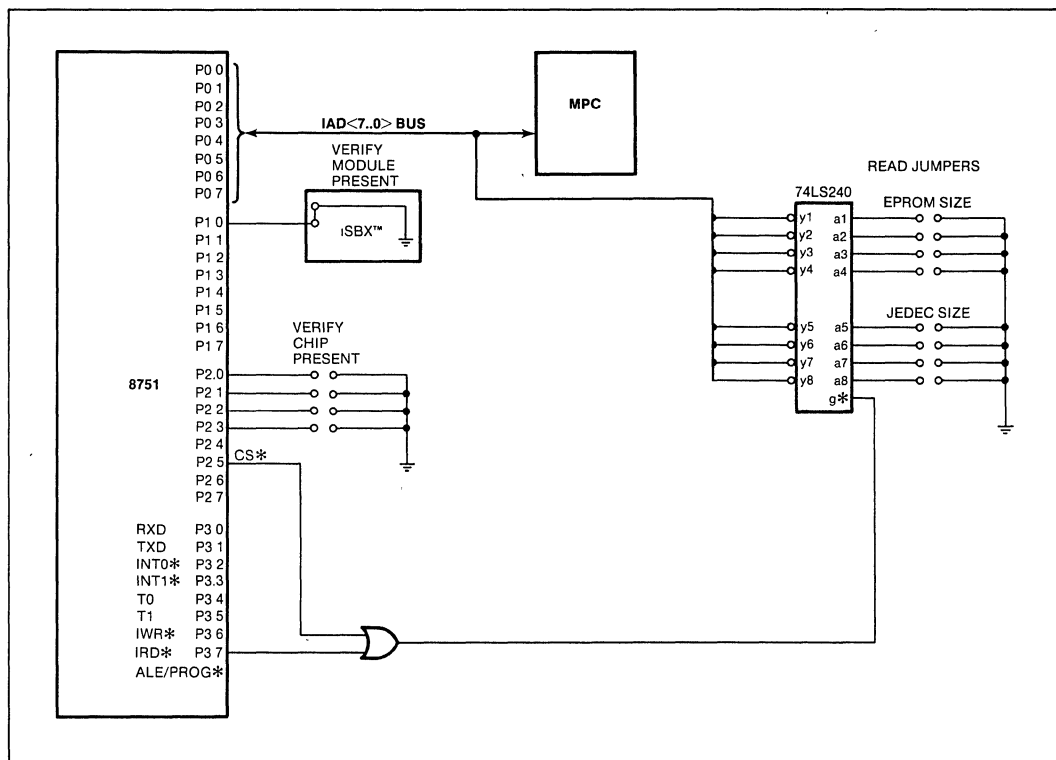 P0 0
P0 1
P0 2
P0 3
P0 4
P0 5
P0 6
P0 7
IAD<7..0> BUS
MPC
VERIFY
MODULE
PRESENT
iSBX™
P1 0
P1 1
P1 2
P1 3
P1 4
P1 5
P1 6
P1 7
8751
VERIFY
CHIP
PRESENT
P2.0
P2 1
P2 2
P2 3
P2 4
P2 5
CS*
P2 6
P2 7
RXD P3 0
TXD P3 1
INT0* P3 2
INT1* P3.3
T0 P3 4
T1 P3 5
IWR* P3 6
IRD* P3 7
ALE/PROG*
READ JUMPERS
74LS240
EPROM SIZE
y1 a1
y2 a2
y3 a3
y4 a4
JEDEC SIZE
y5 a5
y6 a6
y7 a7
y8 a8
g*